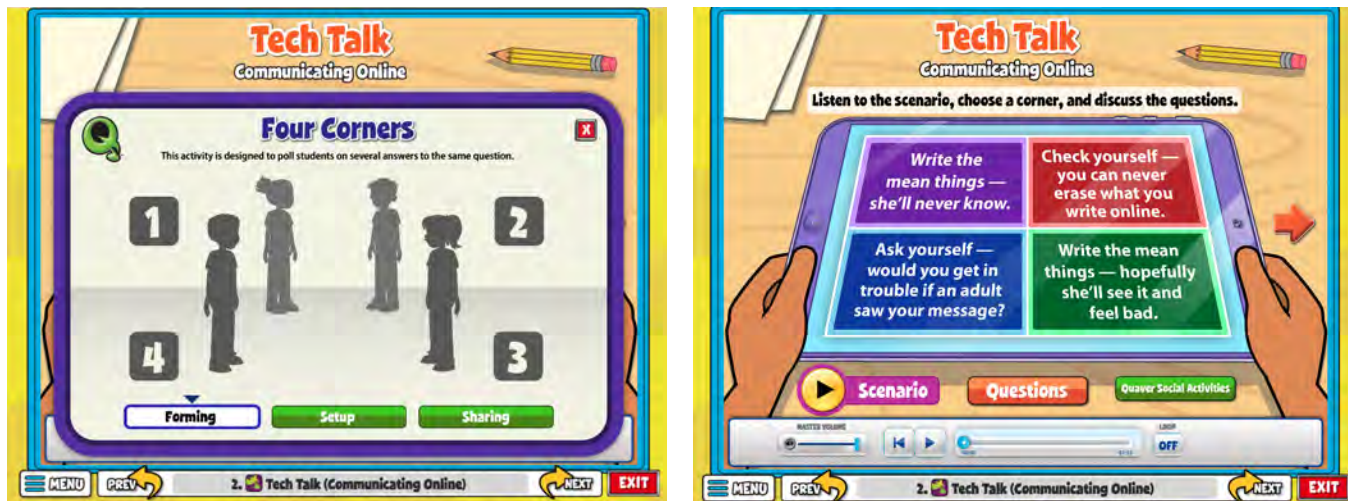 Tech Talk
Communicating Online
Four Corners
X
This activity is designed to poll students on several answers to the same question.
1
2
4
3
Forming
Setup
Sharing
MENU
PREV
2. Tech Talk (Communicating Online)
NEXT
EXIT
Tech Talk
Communicating Online
Listen to the scenario, choose a corner, and discuss the questions.
Write the
mean things —
she'll never know.
Check yourself —
you can never
erase what you
write online.
Ask yourself —
would you get in
trouble if an adult
saw your message?
Write the mean
things — hopefully
she'll see it and
feel bad.
Scenario
Questions
Quaver Social Activities
MASTER VOLUME
LOOP
OFF
MENU
PREV
2. Tech Talk (Communicating Online)
NEXT
EXIT